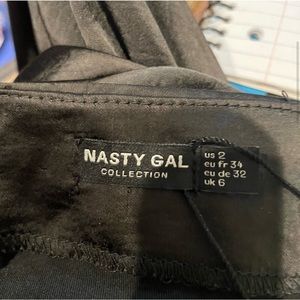 NASTY GAL
COLLECTION
us 2
eu fr 34
eu de 32
uk 6